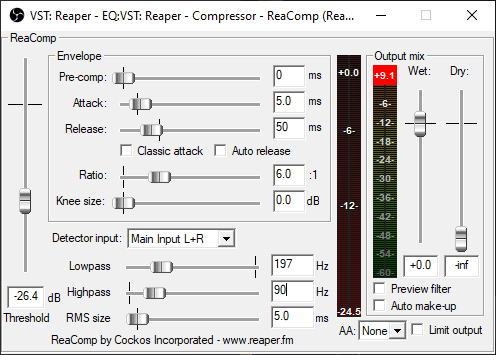 VST: Reaper - EQ:VST: Reaper - Compressor - ReaComp (Rea...
ReaComp
Envelope
Pre-comp: 0 ms
Attack: 5.0 ms
Release: 50 ms
Classic attack Auto release
Ratio: 6.0 :1
Knee size: 0.0 dB
Detector input: Main Input L+R
Lowpass 197 Hz
Highpass 90 Hz
RMS size 5.0 ms
ReaComp by Cockos Incorporated - www.reaper.fm
-26.4 dB
Threshold
+0.0
-6-
-12-
-24.5
Output mix
+9.1
-6-
-12-
-18-
-24-
-30-
-36-
-42-
-48-
-54-
-60-
Wet: Dry:
+0.0 -inf
Preview filter
Auto make-up
AA: None Limit output